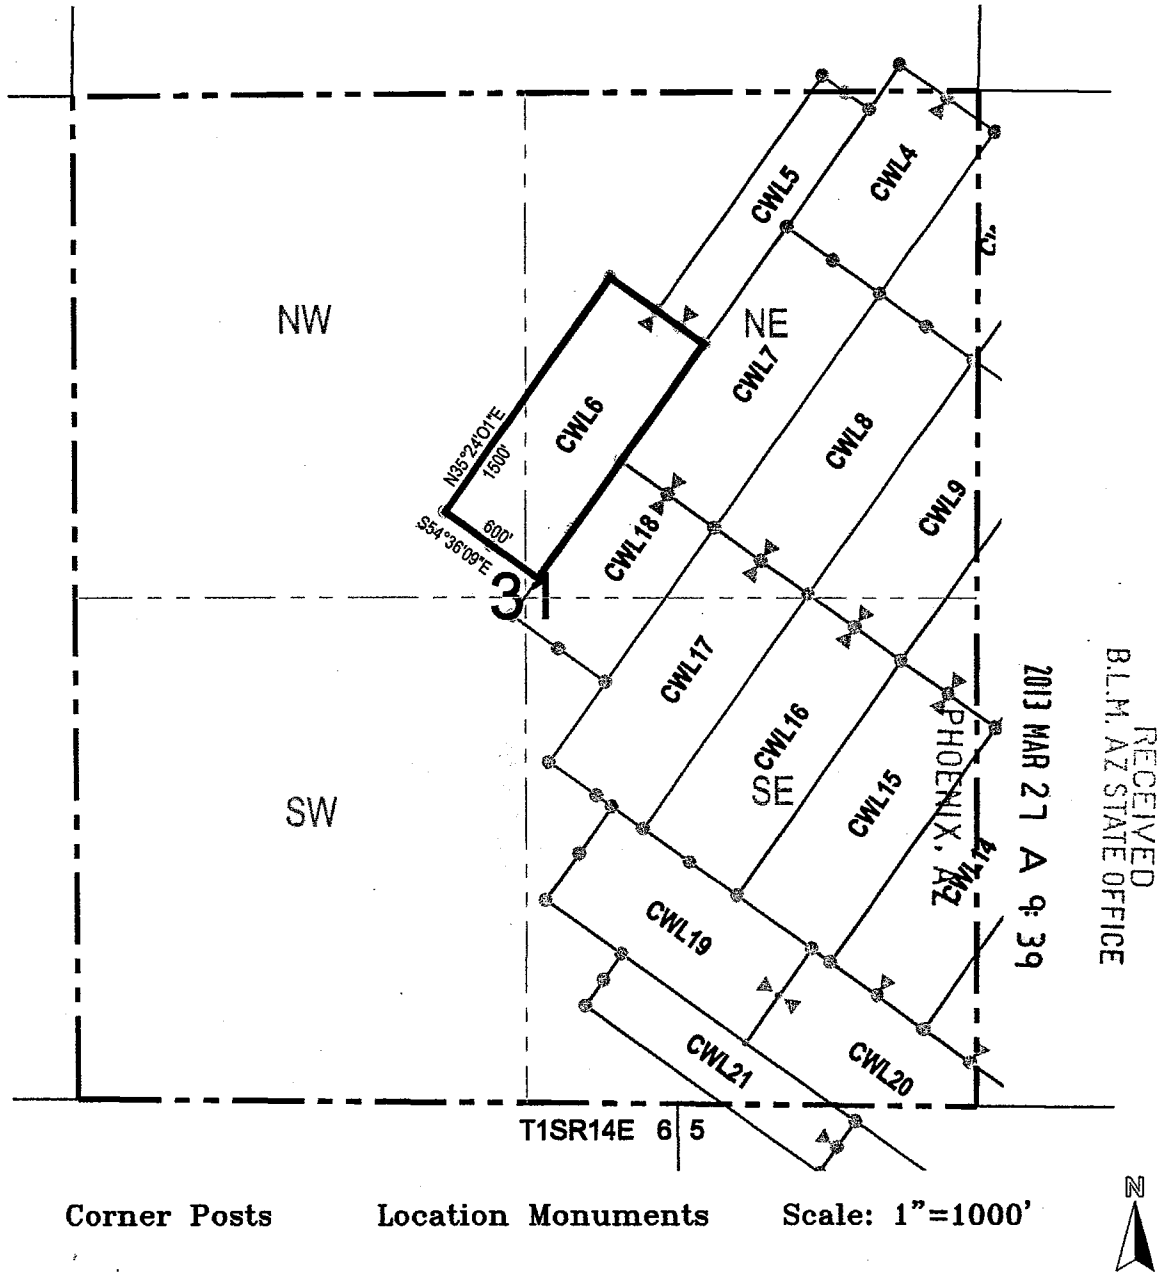 CWL5
CWL4
NW
NE
CWL7
CWL6
N35°24'01"E
1500'
CWL8
CWL9
600'
S54°36'09"E
CWL18
31
CWL17
CWL16
SE
CWL15
CWL14
SW
CWL19
CWL21
CWL20
T1SR14E 6 5
RECEIVED
B.L.M. AZ STATE OFFICE
2013 MAR 27 A 9:39
PHOENIX, AZ
N
Corner Posts Location Monuments Scale: 1"=1000'